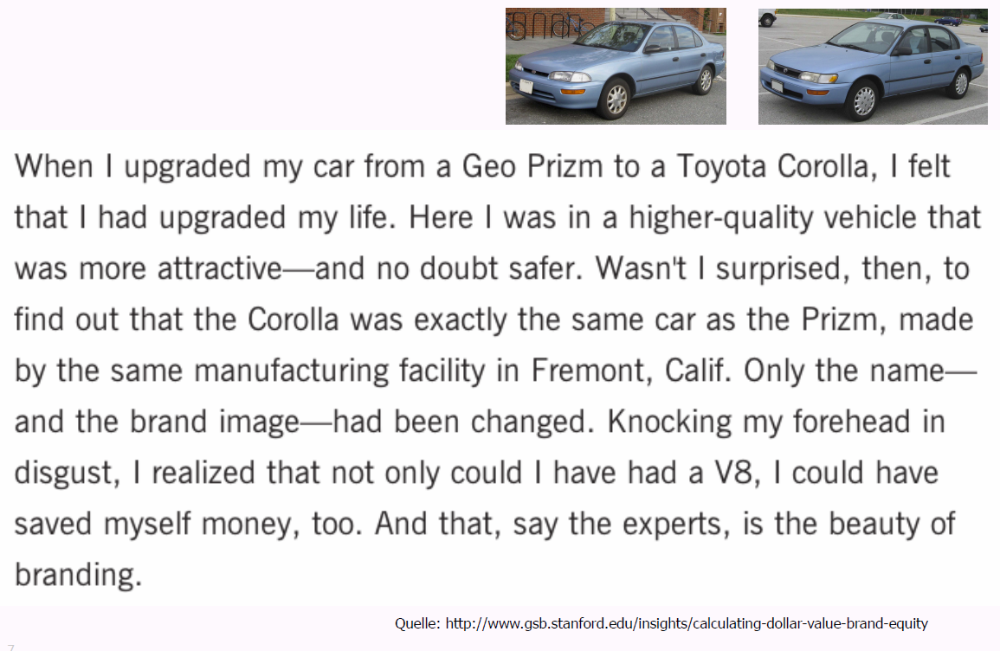 When I upgraded my car from a Geo Prizm to a Toyota Corolla, I felt
that I had upgraded my life. Here I was in a higher-quality vehicle that
was more attractive—and no doubt safer. Wasn't I surprised, then, to
find out that the Corolla was exactly the same car as the Prizm, made
by the same manufacturing facility in Fremont, Calif. Only the name—
and the brand image—had been changed. Knocking my forehead in
disgust, I realized that not only could I have had a V8, I could have
saved myself money, too. And that, say the experts, is the beauty of
branding.
Quelle: http://www.gsb.stanford.edu/insights/calculating-dollar-value-brand-equity
7